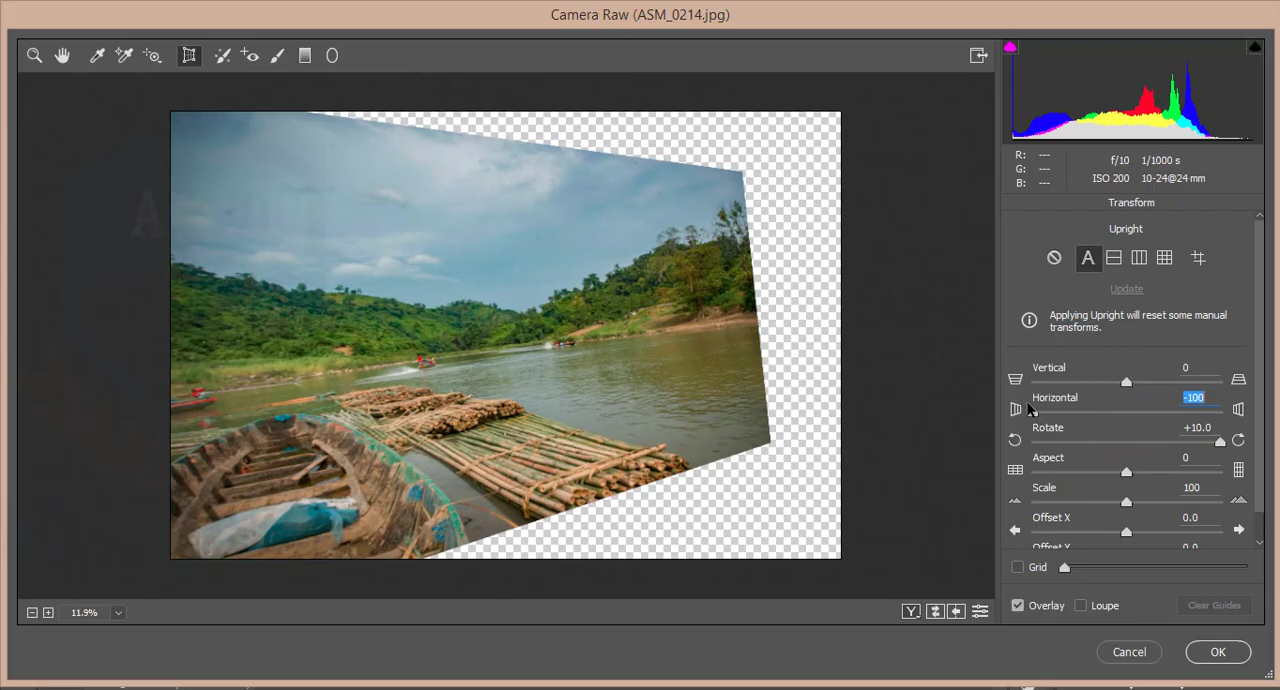 Camera Raw (ASM_0214.jpg)
R: ---
G: ---
B: ---
f/10 1/1000 s
ISO 200 10-24@24 mm
Transform
Upright
A
Update
Applying Upright will reset some manual
transforms.
Vertical 0
Horizontal -100
Rotate +10.0
Aspect 0
Scale 100
Offset X 0.0
Grid
11.9%
Y
Overlay Loupe Clear Guides
Cancel OK